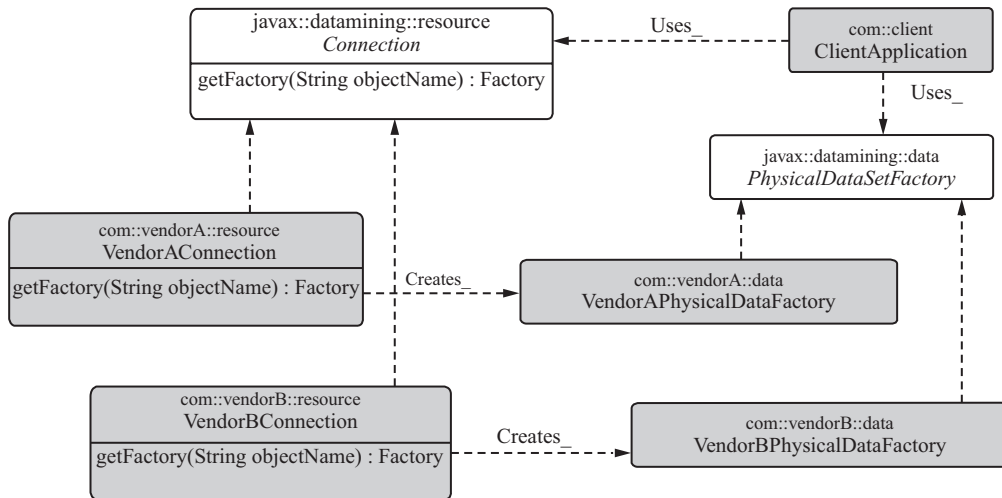 javax::datamining::resource
Connection
getFactory(String objectName) : Factory
Uses_
com::client
ClientApplication
Uses_
javax::datamining::data
PhysicalDataSetFactory
com::vendorA::resource
VendorAConnection
getFactory(String objectName) : Factory
Creates_
com::vendorA::data
VendorAPhysicalDataFactory
com::vendorB::resource
VendorBConnection
getFactory(String objectName) : Factory
Creates_
com::vendorB::data
VendorBPhysicalDataFactory